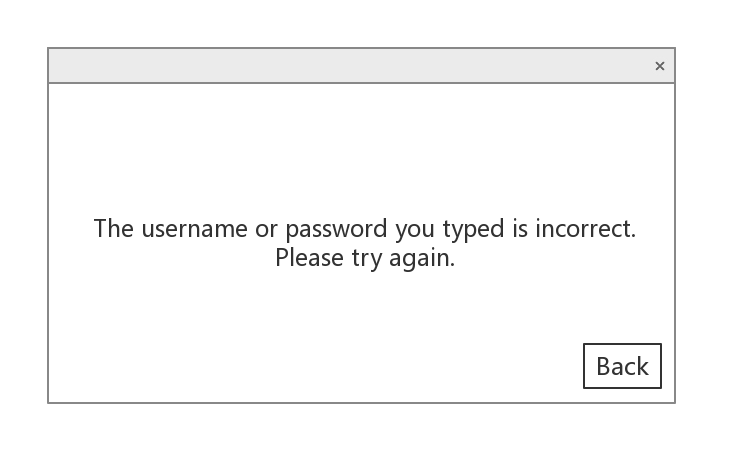 ×
The username or password you typed is incorrect.
Please try again.
Back